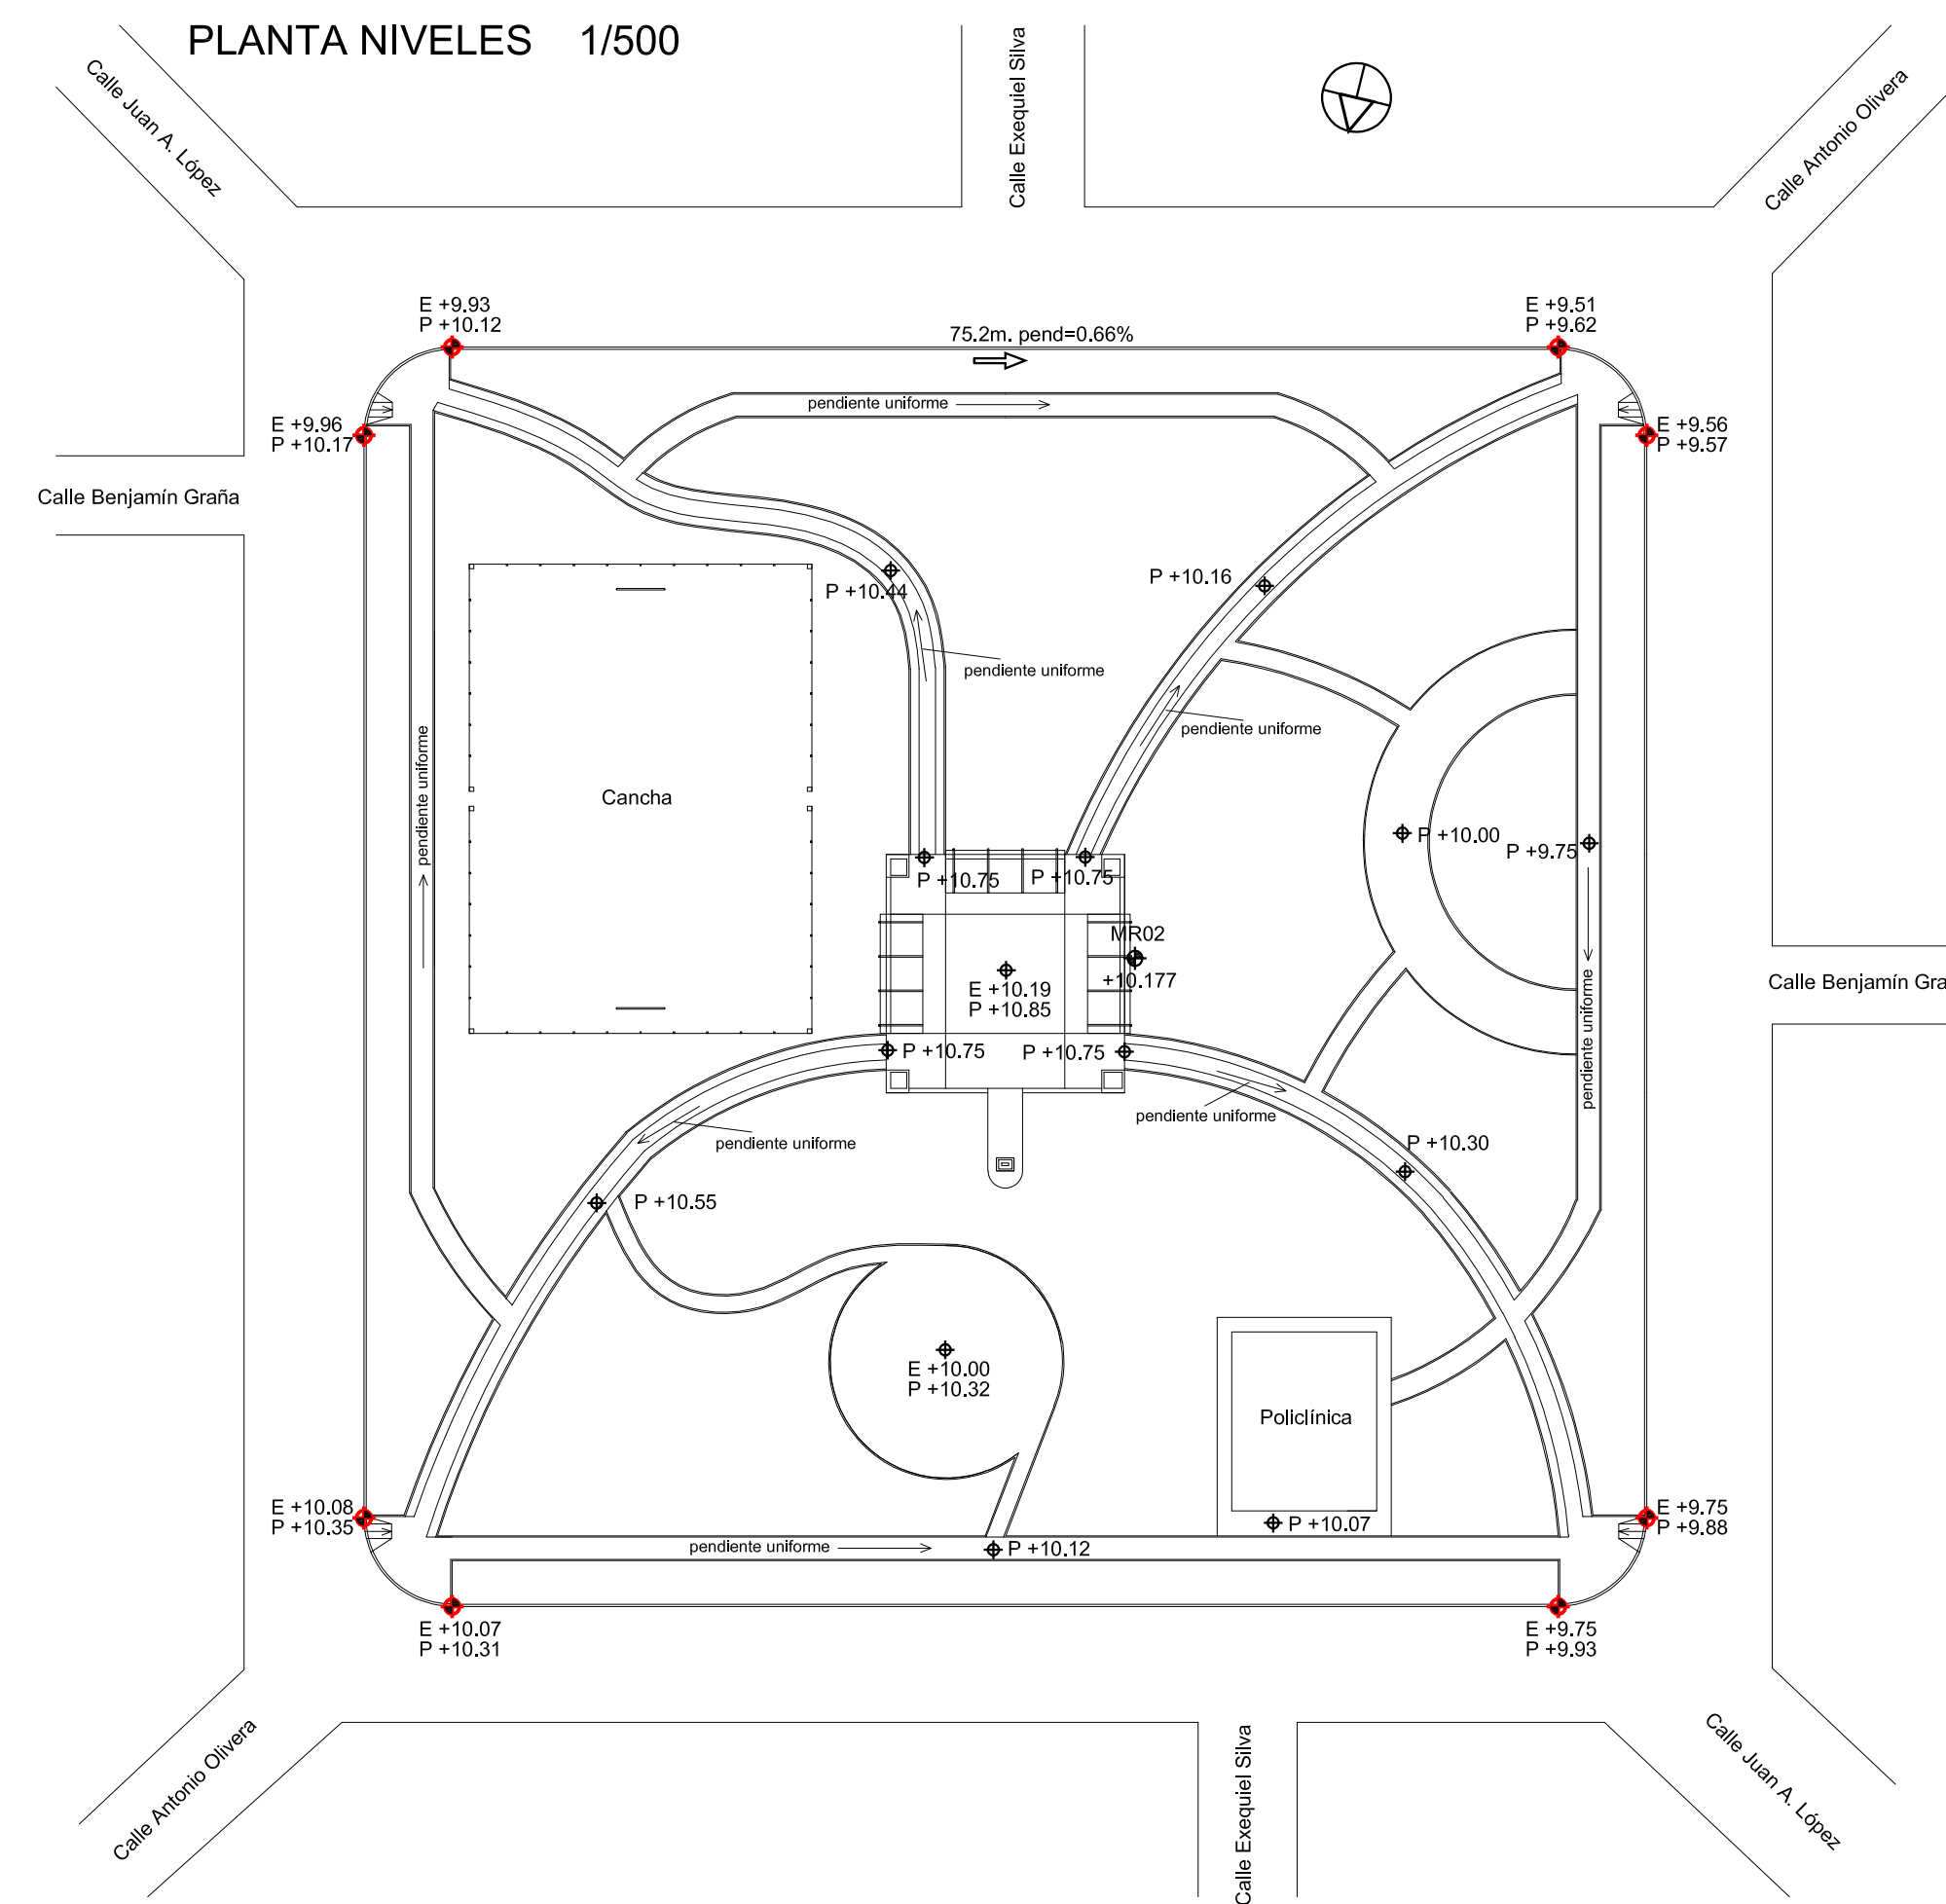 PLANTA NIVELES 1/500
Calle Juan A. López
Calle Exequiel Silva
Calle Antonio Olivera
E +9.93
P +10.12
75.2m. pend=0.66%
E +9.51
P +9.62
pendiente uniforme
E +9.96
P +10.17
E +9.56
P +9.57
Calle Benjamín Graña
P +10.44
P +10.16
pendiente uniforme
pendiente uniforme
pendiente uniforme
Cancha
P +10.00
P +9.75
P +10.75
P +10.75
MR02
+10.177
E +10.19
P +10.85
Calle Benjamín Gra
pendiente uniforme
P +10.75
P +10.75
pendiente uniforme
pendiente uniforme
P +10.30
P +10.55
E +10.00
P +10.32
Policlínica
E +10.08
P +10.35
E +9.75
P +9.88
P +10.07
pendiente uniforme
P +10.12
E +10.07
P +10.31
E +9.75
P +9.93
Calle Antonio Olivera
Calle Exequiel Silva
Calle Juan A. López